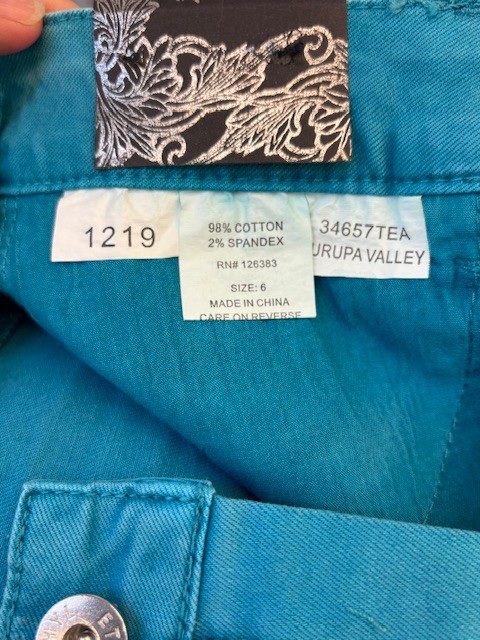 1219
98% COTTON
2% SPANDEX
RN# 126383
SIZE: 6
MADE IN CHINA
CARE ON REVERSE
34657TEA
URUPA VALLEY